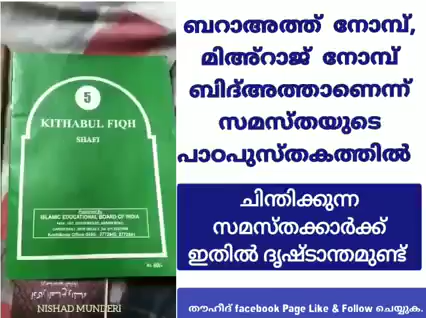 5
KITHABUL FIQH
SHAFI
ISLAMIC EDUCATIONAL BOARD OF INDIA
NISHAD MUNDERI
ബറാഅത്ത് നോമ്പ്,
മിഅ്റാജ് നോമ്പ്
ബിദ്അത്താണെന്ന്
സമസ്തയുടെ
പാഠപുസ്തകത്തിൽ
ചിന്തിക്കുന്ന
സമസ്തക്കാർക്ക്
ഇതിൽ ദൃഷ്ടാന്തമുണ്ട്
തൗഹീദ് facebook Page Like & Follow ചെയ്യുക.